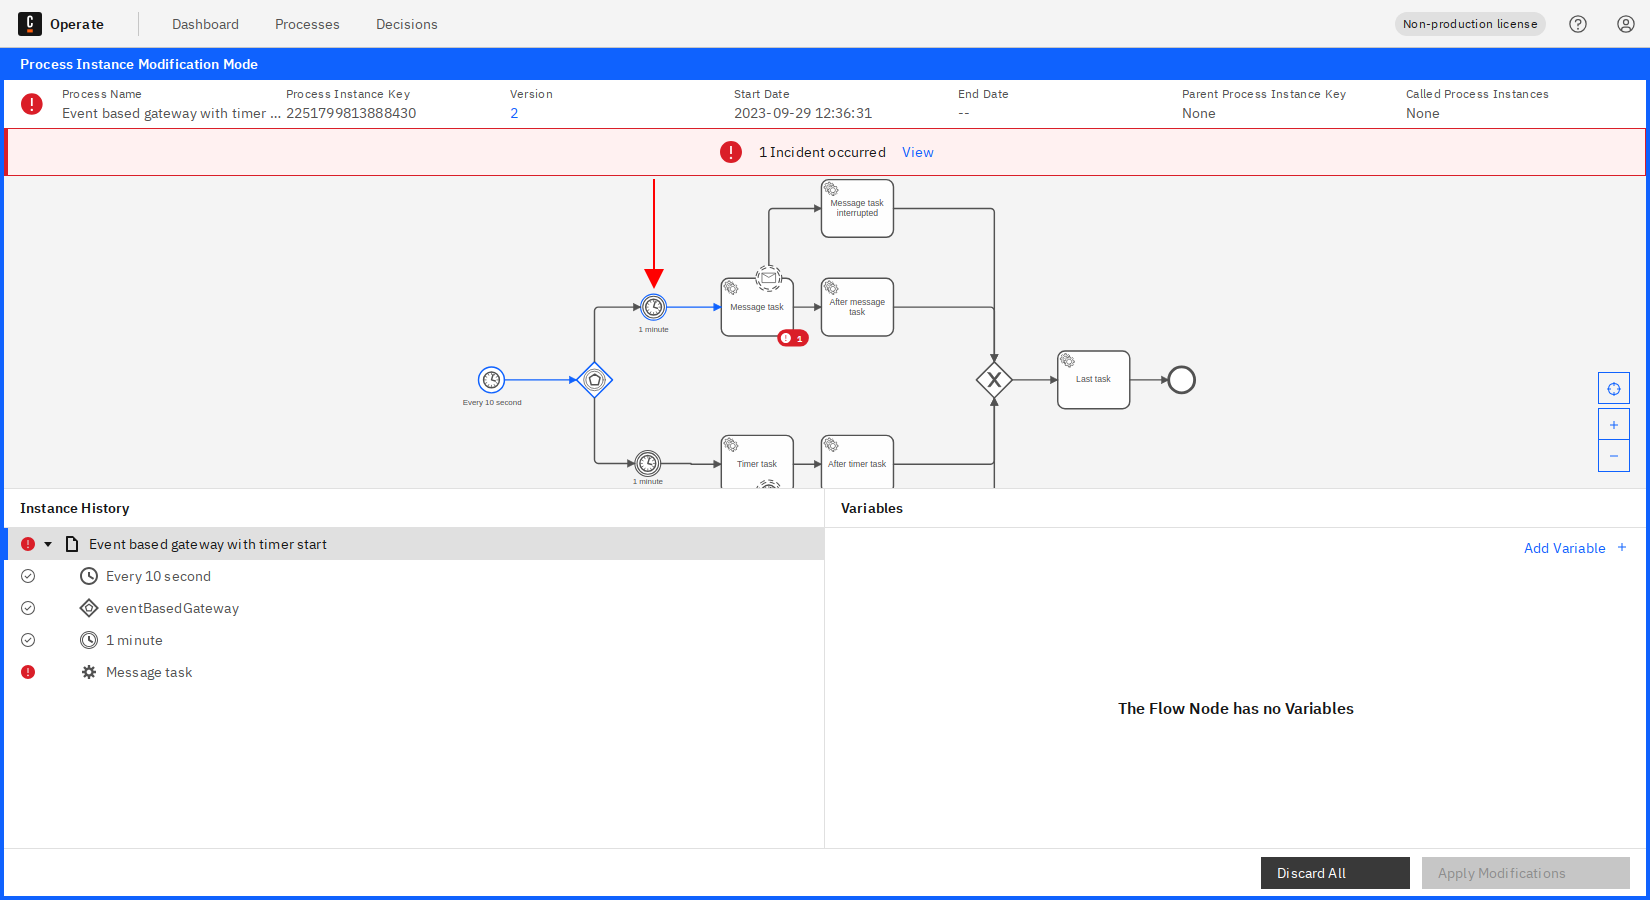 Operate
Dashboard
Processes
Decisions
Non-production license
Process Instance Modification Mode
Process Name
Process Instance Key
Version
Start Date
End Date
Parent Process Instance Key
Called Process Instances
Event based gateway with timer ...
2251799813888430
2
2023-09-29 12:36:31
--
None
None
1 Incident occurred
View
Message task
interrupted
Message task
After message
task
1 minute
1
Every 10 second
Last task
Timer task
After timer task
1 minute
Instance History
Variables
Event based gateway with timer start
Add Variable +
Every 10 second
eventBasedGateway
1 minute
Message task
The Flow Node has no Variables
Discard All
Apply Modifications